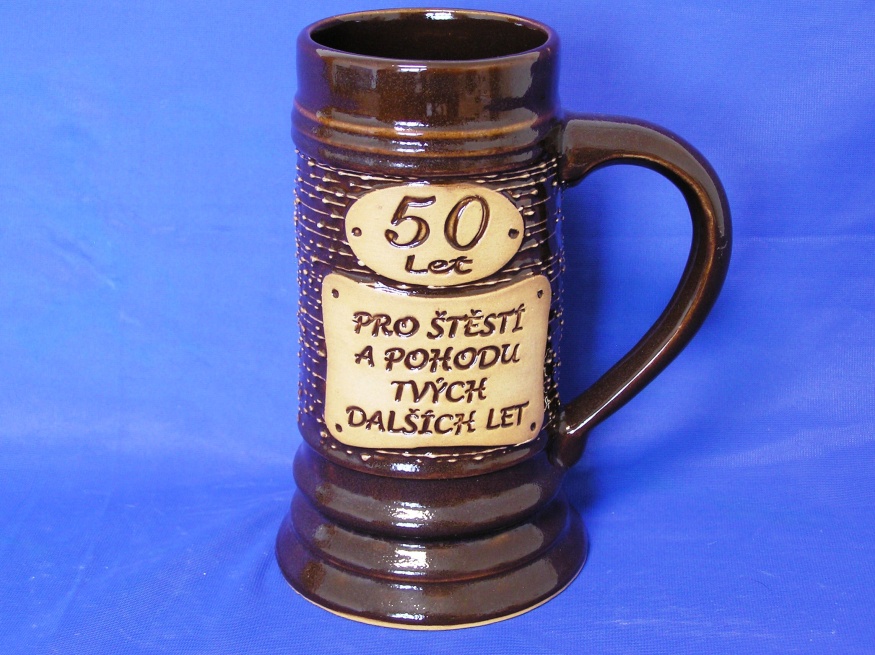 50
Let
PRO ŠTĚSTÍ
A POHODU
TVÝCH
DALŠÍCH LET